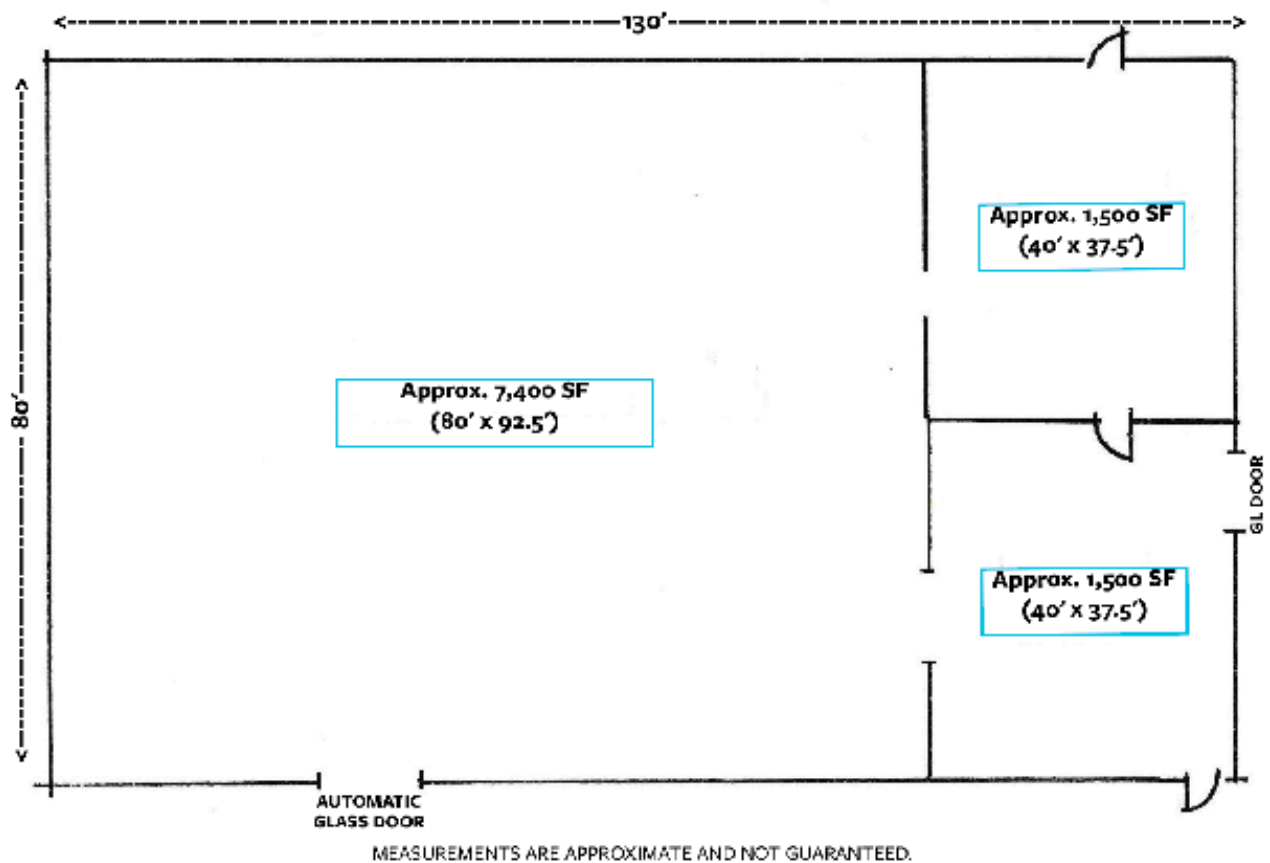 130'
Approx. 1,500 SF
(40' x 37.5')
80'
Approx. 7,400 SF
(80' x 92.5')
GL DOOR
Approx. 1,500 SF
(40' x 37.5')
AUTOMATIC
GLASS DOOR
MEASUREMENTS ARE APPROXIMATE AND NOT GUARANTEED.